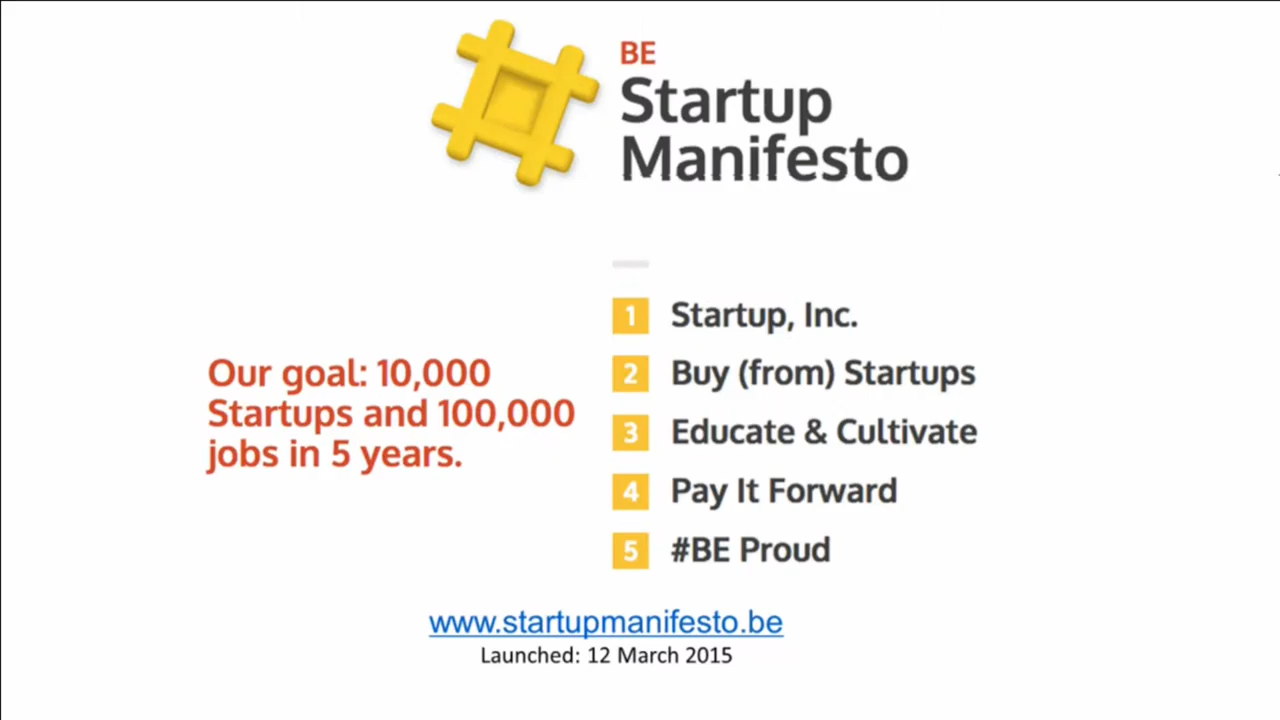 BE
Startup
Manifesto
Our goal: 10,000
Startups and 100,000
jobs in 5 years.
1 Startup, Inc.
2 Buy (from) Startups
3 Educate & Cultivate
4 Pay It Forward
5 #BE Proud
www.startupmanifesto.be
Launched: 12 March 2015